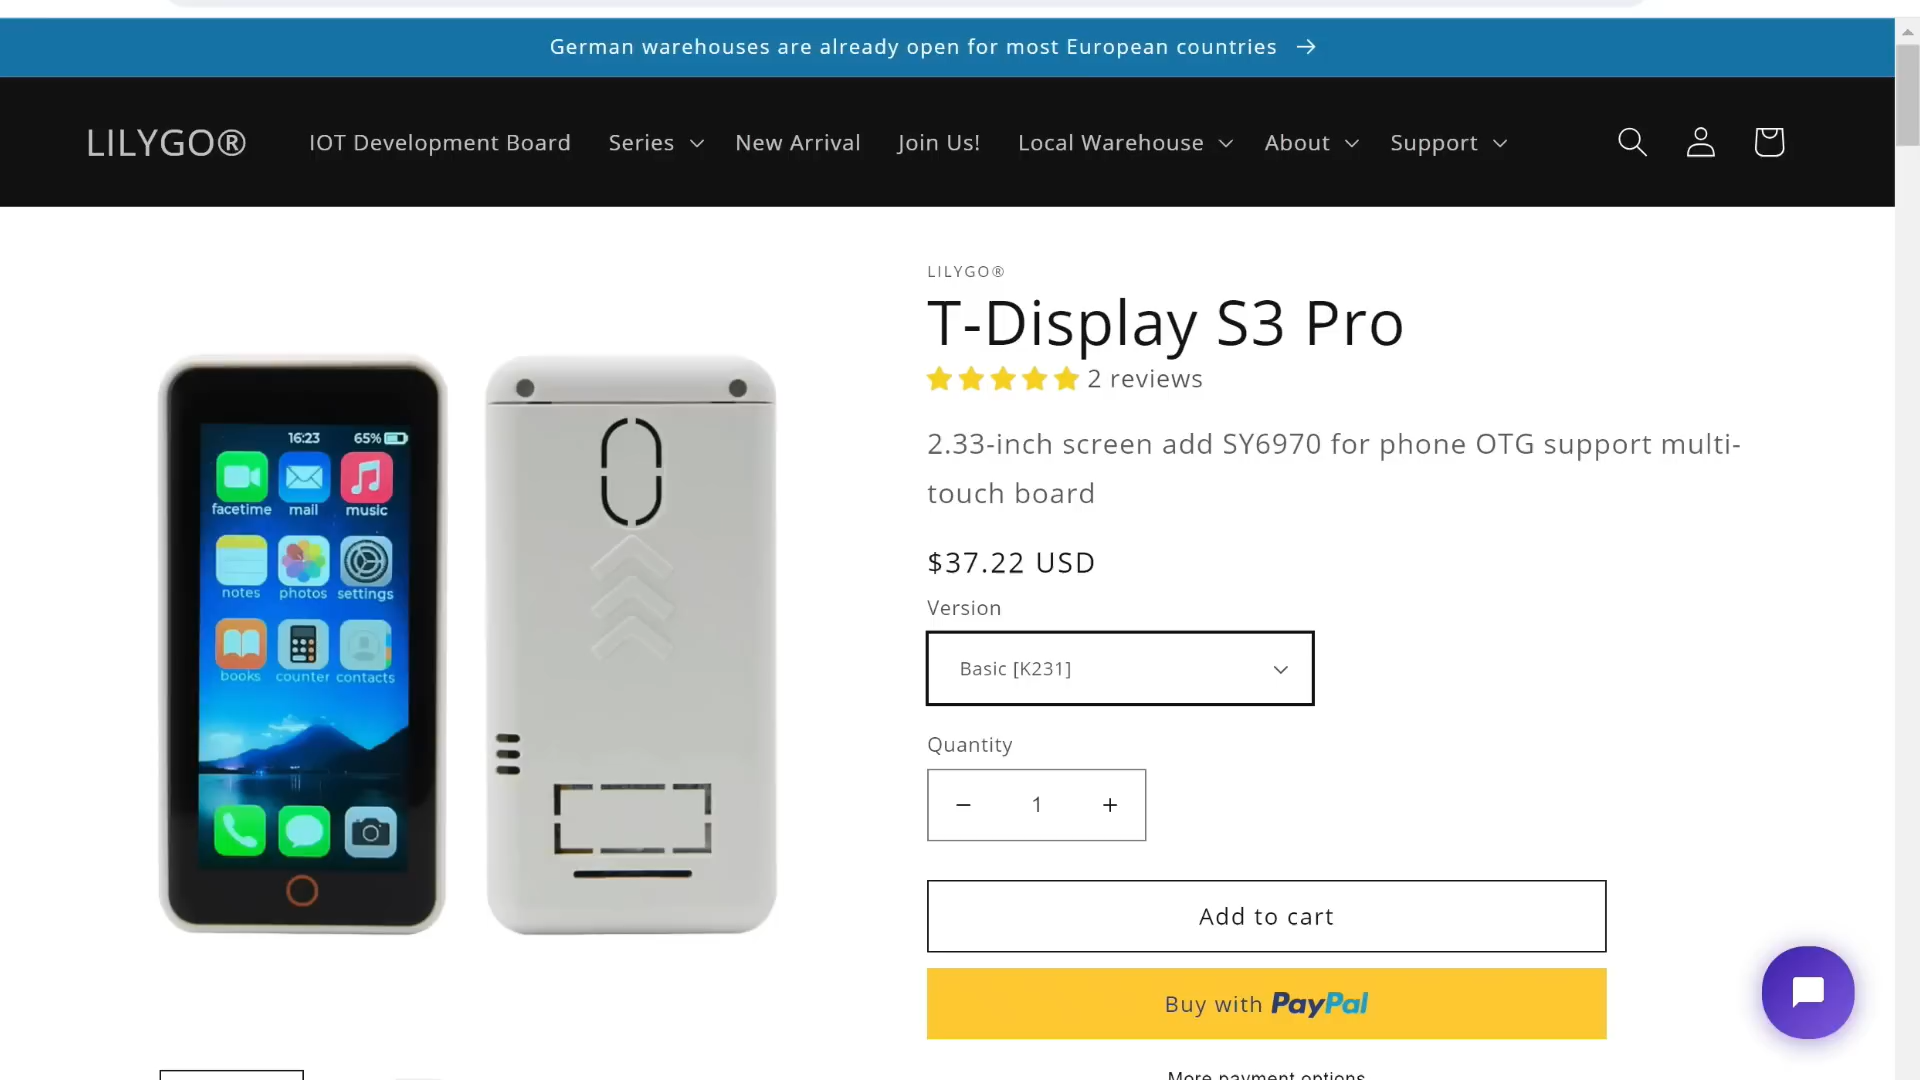 German warehouses are already open for most European countries →
LILYGO® IOT Development Board Series New Arrival Join Us! Local Warehouse About Support
LILYGO®
T-Display S3 Pro
2 reviews
2.33-inch screen add SY6970 for phone OTG support multi-
touch board
$37.22 USD
Version
Basic [K231]
Quantity
− 1 +
Add to cart
Buy with PayPal
More payment options
16:23 65%
facetime mail music
notes photos settings
books counter contacts